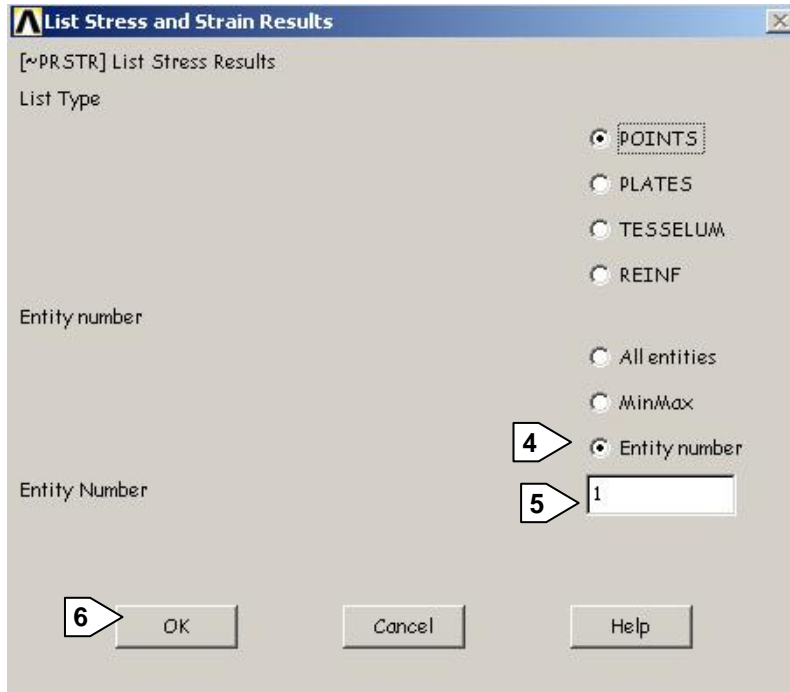 List Stress and Strain Results
[~PRSTR] List Stress Results
List Type
POINTS
PLATES
TESSELUM
REINF
Entity number
All entities
MinMax
4 Entity number
Entity Number
5 1
6 OK Cancel Help